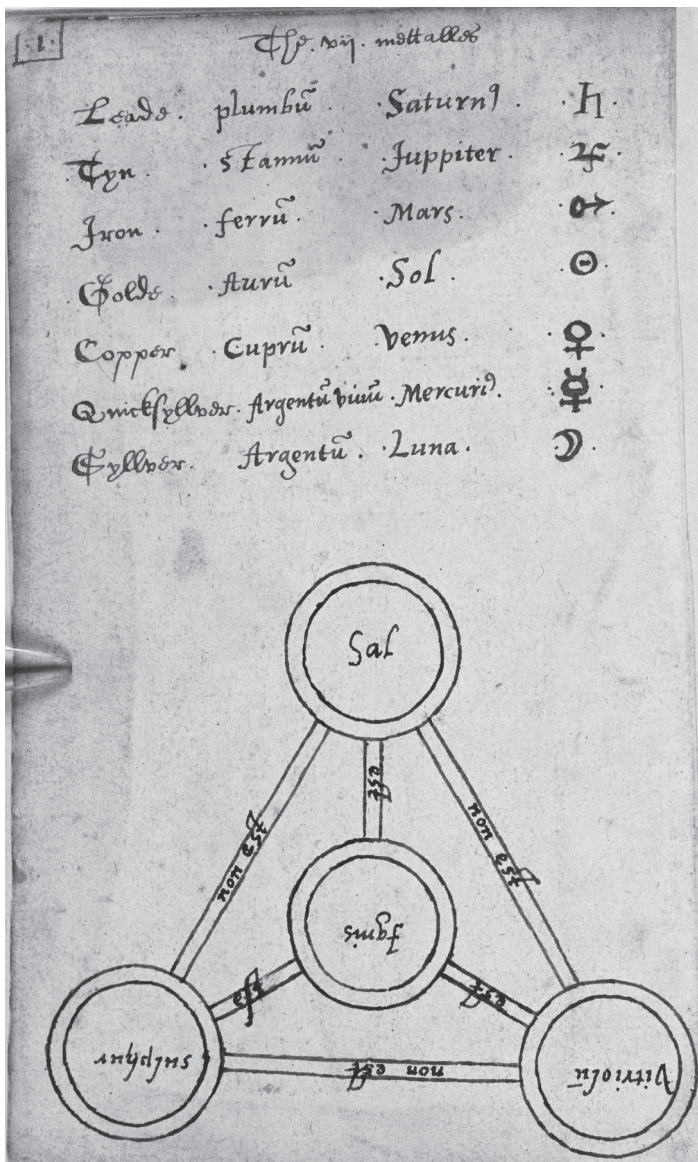 .1.
The .vij. mettalles
Leade. plumbū. .Saturnꝰ. .♄.
.Tyn. .sTannū. .Juppiter. .♃.
Iron. .ferrū. .Mars. .♂.
.Golde. .Aurū. .Sol. .☉
Copper .Cuprū. .Venus. .♀.
Quicksyllver. Argentū vivū. .Mercuriꝰ. .☿.
Syllver. Argentū. .Luna. .☽.
Sal
est
non est
non est
Ignis
est
est
sulphur
non est
Vitriolū